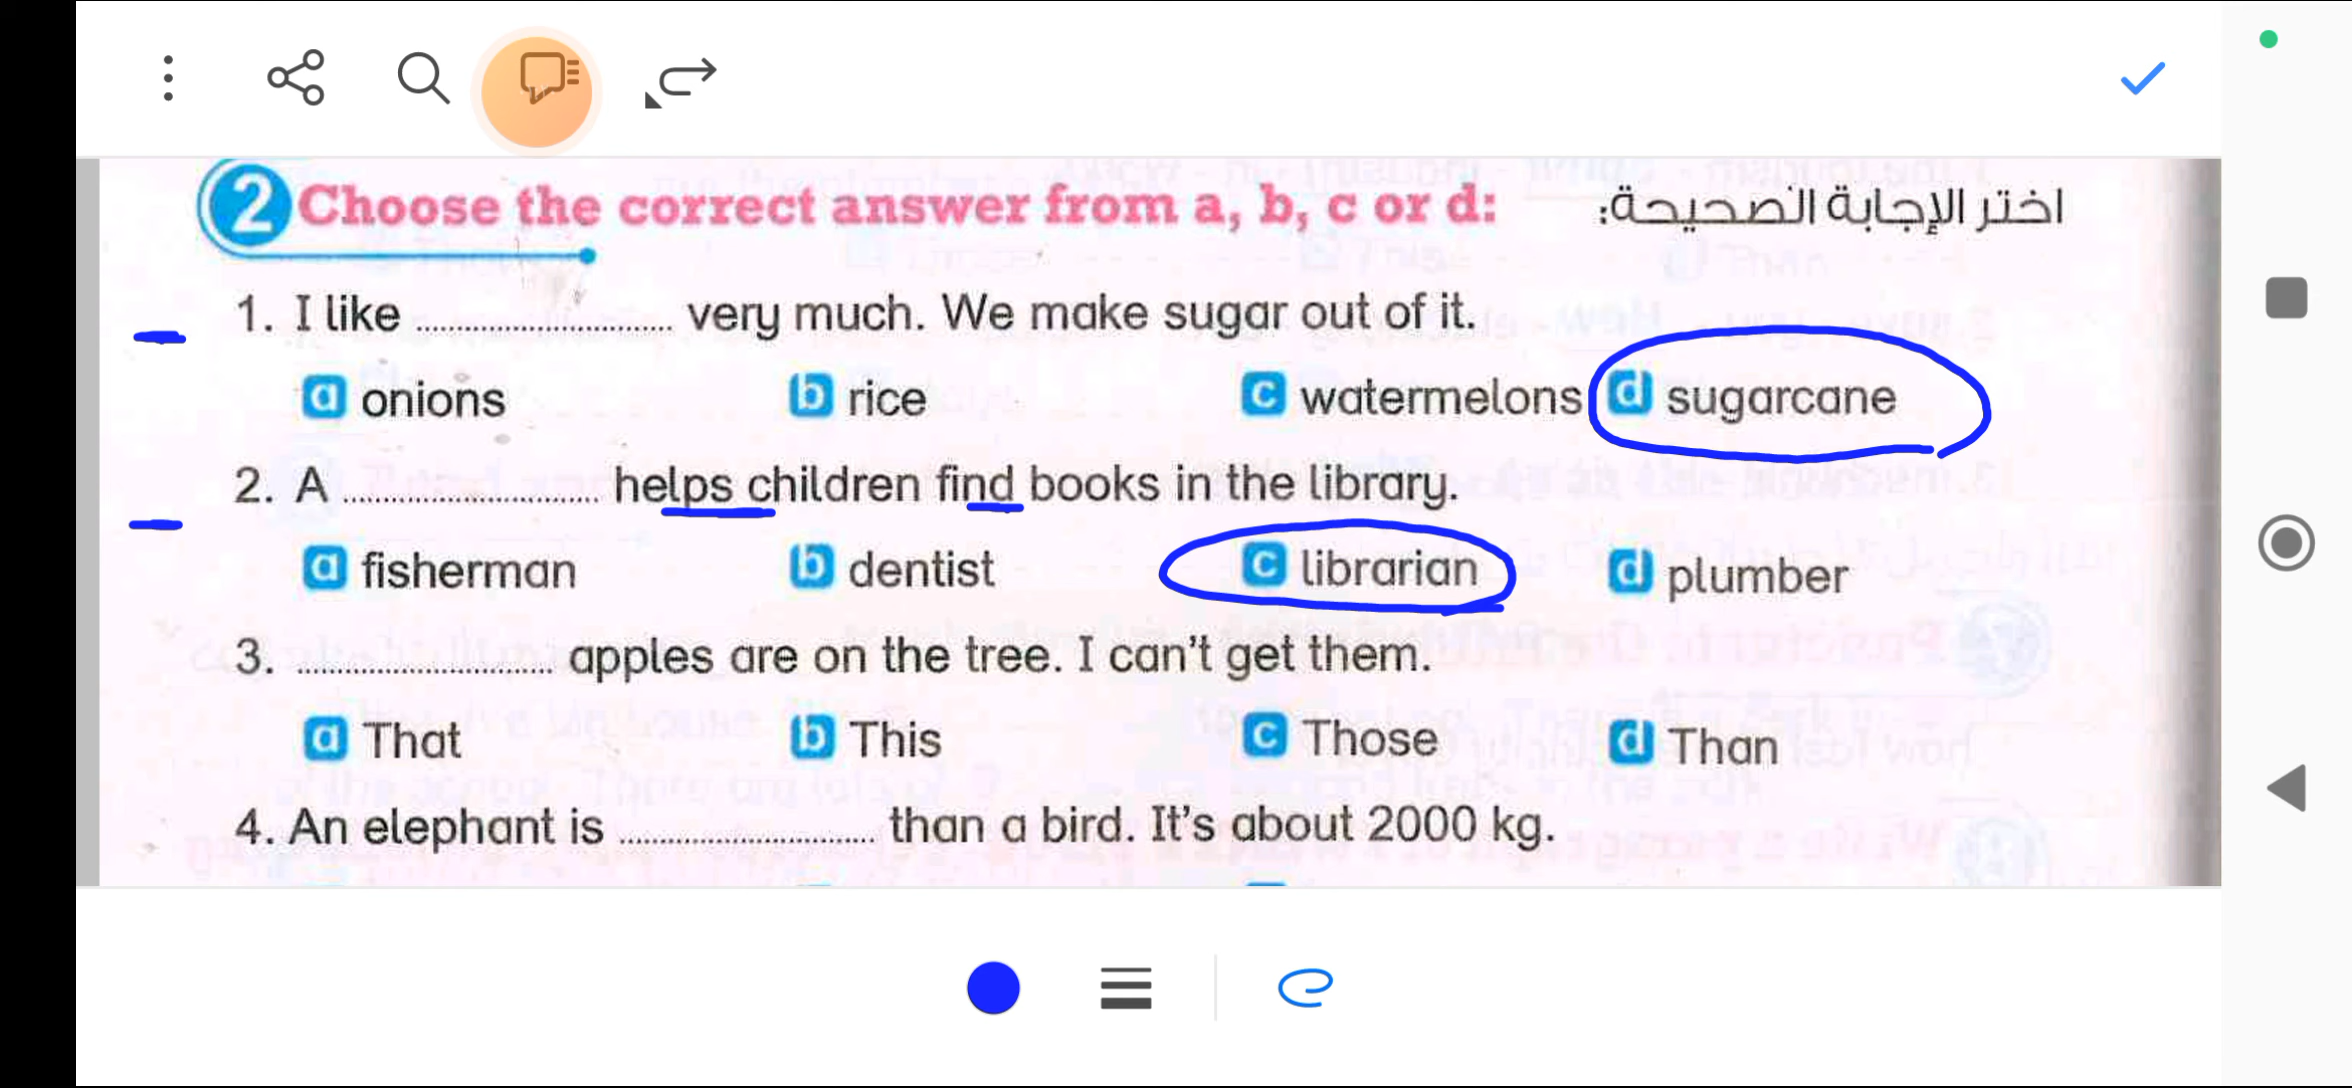 2 Choose the correct answer from a, b, c or d: اختر الإجابة الصحيحة:
1. I like ............................ very much. We make sugar out of it.
a onions b rice c watermelons d sugarcane
2. A ............................ helps children find books in the library.
a fisherman b dentist c librarian d plumber
3. ............................ apples are on the tree. I can't get them.
a That b This c Those d Than
4. An elephant is ............................ than a bird. It's about 2000 kg.